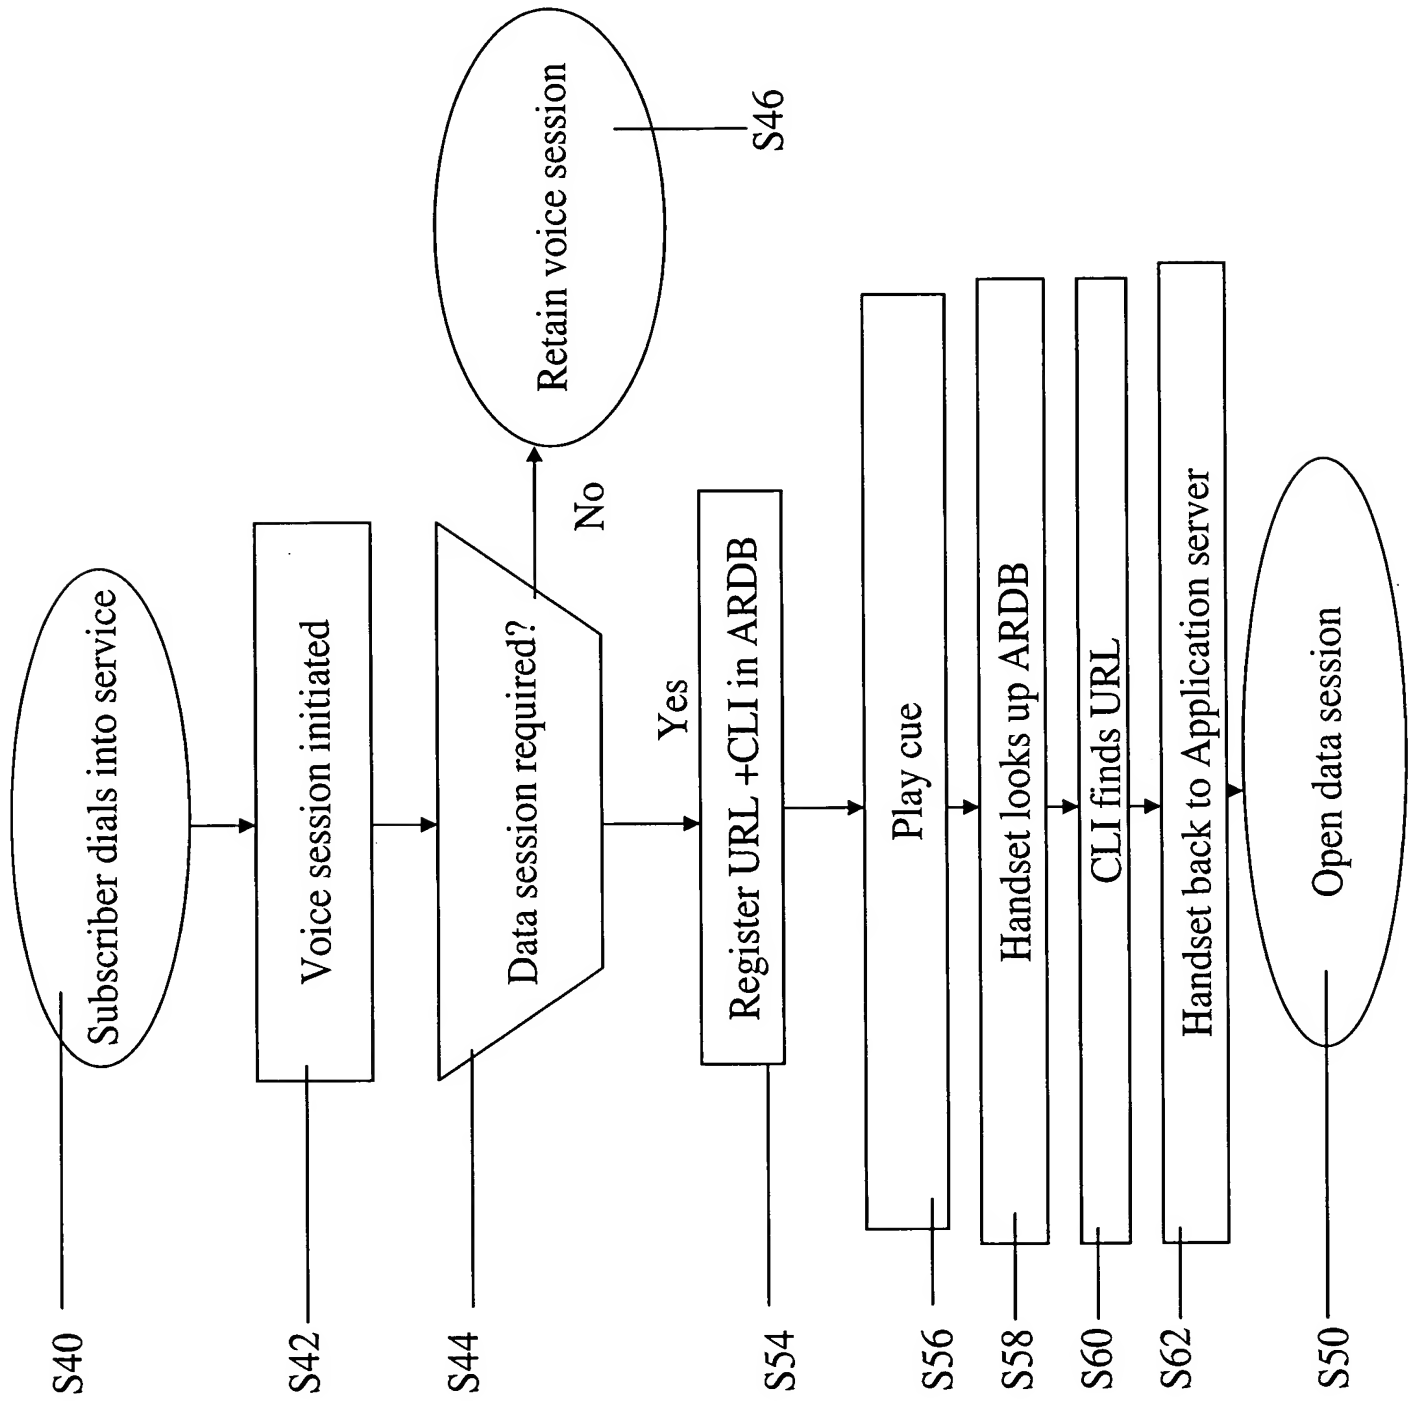 S40
Subscriber dials into service
S42
Voice session initiated
S44
Data session required?
No
Retain voice session
S46
Yes
S54
Register URL +CLI in ARDB
S56
Play cue
S58
Handset looks up ARDB
S60
CLI finds URL
S62
Handset back to Application server
S50
Open data session